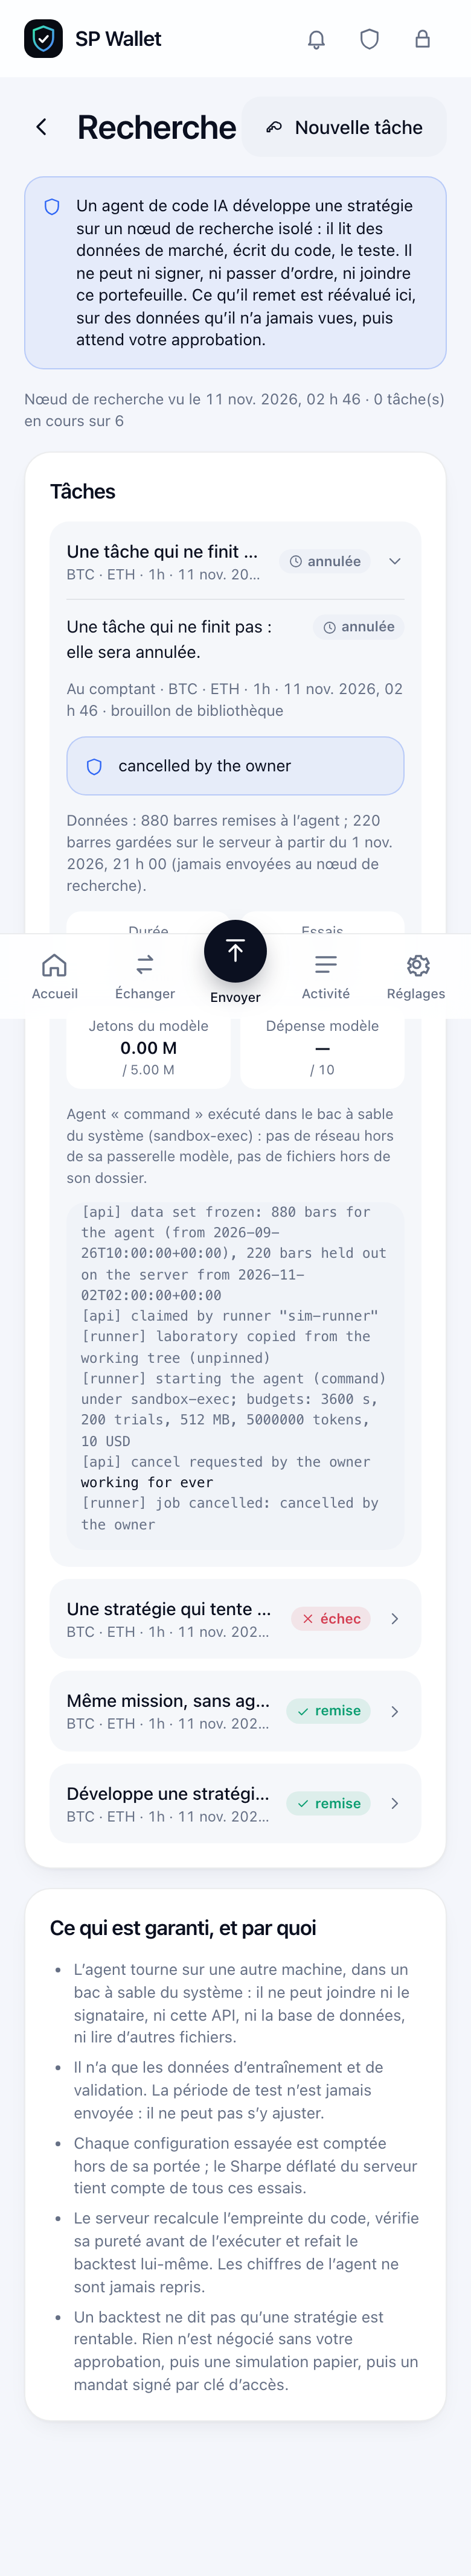 SP Wallet
Recherche
Nouvelle tâche
Un agent de code IA développe une stratégie
sur un nœud de recherche isolé : il lit des
données de marché, écrit du code, le teste. Il
ne peut ni signer, ni passer d’ordre, ni joindre
ce portefeuille. Ce qu’il remet est réévalué ici,
sur des données qu’il n’a jamais vues, puis
attend votre approbation.
Nœud de recherche vu le 11 nov. 2026, 02 h 46 · 0 tâche(s)
en cours sur 6
Tâches
Une tâche qui ne finit ...
annulée
BTC · ETH · 1h · 11 nov. 20...
Une tâche qui ne finit pas :
elle sera annulée.
annulée
Au comptant · BTC · ETH · 1h · 11 nov. 2026, 02
h 46 · brouillon de bibliothèque
cancelled by the owner
Données : 880 barres remises à l’agent ; 220
barres gardées sur le serveur à partir du 1 nov.
2026, 21 h 00 (jamais envoyées au nœud de
recherche).
Durée
Essais
Accueil
Échanger
Envoyer
Activité
Réglages
Jetons du modèle
0.00 M
/ 5.00 M
Dépense modèle
—
/ 10
Agent « command » exécuté dans le bac à sable
du système (sandbox-exec) : pas de réseau hors
de sa passerelle modèle, pas de fichiers hors de
son dossier.
[api] data set frozen: 880 bars for
the agent (from 2026-09-
26T10:00:00+00:00), 220 bars held out
on the server from 2026-11-
02T02:00:00+00:00
[api] claimed by runner "sim-runner"
[runner] laboratory copied from the
working tree (unpinned)
[runner] starting the agent (command)
under sandbox-exec; budgets: 3600 s,
200 trials, 512 MB, 5000000 tokens,
10 USD
[api] cancel requested by the owner
working for ever
[runner] job cancelled: cancelled by
the owner
Une stratégie qui tente ...
échec
BTC · ETH · 1h · 11 nov. 202...
Même mission, sans ag...
remise
BTC · ETH · 1h · 11 nov. 202...
Développe une stratégi...
remise
BTC · ETH · 1h · 11 nov. 202...
Ce qui est garanti, et par quoi
• L’agent tourne sur une autre machine, dans un
bac à sable du système : il ne peut joindre ni le
signataire, ni cette API, ni la base de données,
ni lire d’autres fichiers.
• Il n’a que les données d’entraînement et de
validation. La période de test n’est jamais
envoyée : il ne peut pas s’y ajuster.
• Chaque configuration essayée est comptée
hors de sa portée ; le Sharpe déflaté du serveur
tient compte de tous ces essais.
• Le serveur recalcule l’empreinte du code, vérifie
sa pureté avant de l’exécuter et refait le
backtest lui-même. Les chiffres de l’agent ne
sont jamais repris.
• Un backtest ne dit pas qu’une stratégie est
rentable. Rien n’est négocié sans votre
approbation, puis une simulation papier, puis un
mandat signé par clé d’accès.